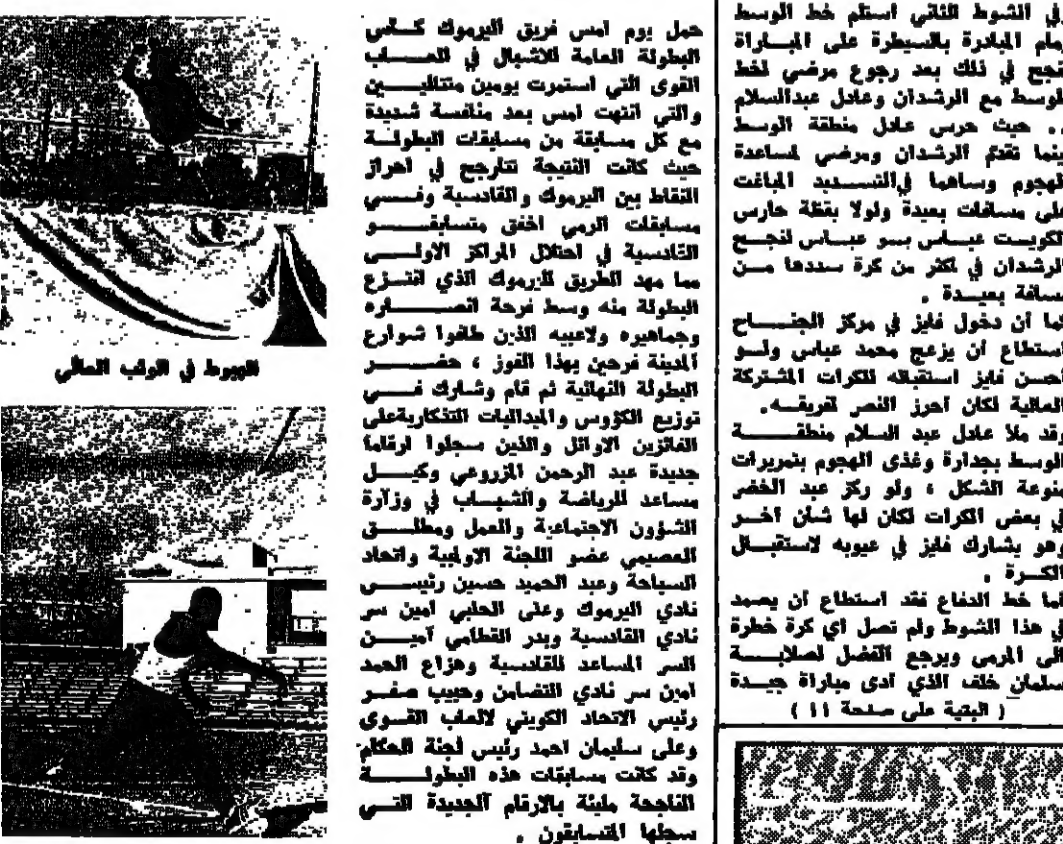 في الشوط الثاني استلم خط الوسط
زمام المبادرة بالسيطرة على المباراة
نجح في ذلك بعد رجوع مرضي لخط
الوسط مع الرشدان وعادل عبدالسلام
حيث حرس عادل منطقة الوسط
بينما تقدم الرشدان ومرضي لمساعدة
الهجوم وساهما في التسديد المباغت
على مسافات بعيدة ولولا يقظة حارس
الكويت عباس بمو عباس لنجح
الرشدان في اكثر من كرة سددها من
مسافة بعيدة .
كما أن دخول فايز في مركز الجناح
استطاع أن يزعج محمد عباس ولو
أحسن فايز استقباله للكرات المشتركة
العالية لكان أحرز النصر لفريقه.
وقد ملا عادل عبد السلام منطقة
الوسط بجدارة وغذى الهجوم بتمريرات
منوعة الشكل ، ولو ركز عبد الخضر
في بعض الكرات لكان لها شأن آخر
وهو يشارك فايز في عيوبه لاستقبال
الكرة .
أما خط الدفاع فقد استطاع أن يصمد
في هذا الشوط ولم تصل اي كرة خطرة
الى المرمى ويرجع الفضل لصلابة
سلمان خلف الذي ادى مباراة جيدة
( البقية على صفحة ١١ )
حمل يوم امس فريق اليرموك كأس
البطولة العامة للاشبال في العاب
القوى التي استمرت يومين متتاليين
والتي انتهت امس بعد منافسة شديدة
مع كل مسابقة من مسابقات البطولة
حيث كانت النتيجة تتارجح في احراز
النقاط بين اليرموك والقادسية وفي
مسابقات الرمي اخفق متسابقو
القادسية في احتلال المراكز الاولى
مما مهد الطريق لليرموك الذي انتزع
البطولة منه وسط فرحة انصاره
وجماهيره ولاعبيه الذين طافوا شوارع
المدينة فرحين بهذا الفوز ، حضر
البطولة النهائية ثم قام وشارك في
توزيع الكؤوس والميداليات التذكارية على
الفائزين الاوائل والذين سجلوا ارقاما
جديدة عبد الرحمن المزروعي وكيل
مساعد للرياضة والشباب في وزارة
الشؤون الاجتماعية والعمل ومطلق
العصيمي عضو اللجنة الاولمبية واتحاد
السباحة وعبد الحميد حسين رئيس
نادي اليرموك وعلى الحلبي امين سر
نادي القادسية وبدر القطامي أمين
السر المساعد للقادسية وهزاع الحمد
امين سر نادي التضامن وحبيب صفر
رئيس الاتحاد الكويتي لالعاب القوى
وعلى سليمان احمد رئيس لجنة الحكام
وقد كانت مسابقات هذه البطولة
الناجحة مليئة بالارقام الجديدة التي
سجلها المتسابقون .
الهبوط في الوثب العالي